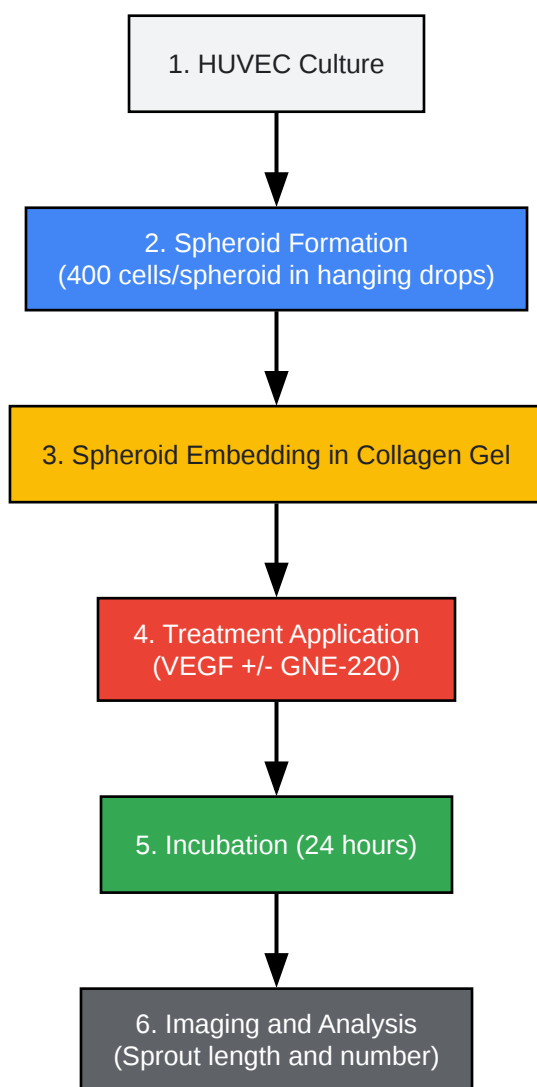 1. HUVEC Culture
2. Spheroid Formation
(400 cells/spheroid in hanging drops)
3. Spheroid Embedding in Collagen Gel
4. Treatment Application
(VEGF +/- GNE-220)
5. Incubation (24 hours)
6. Imaging and Analysis
(Sprout length and number)